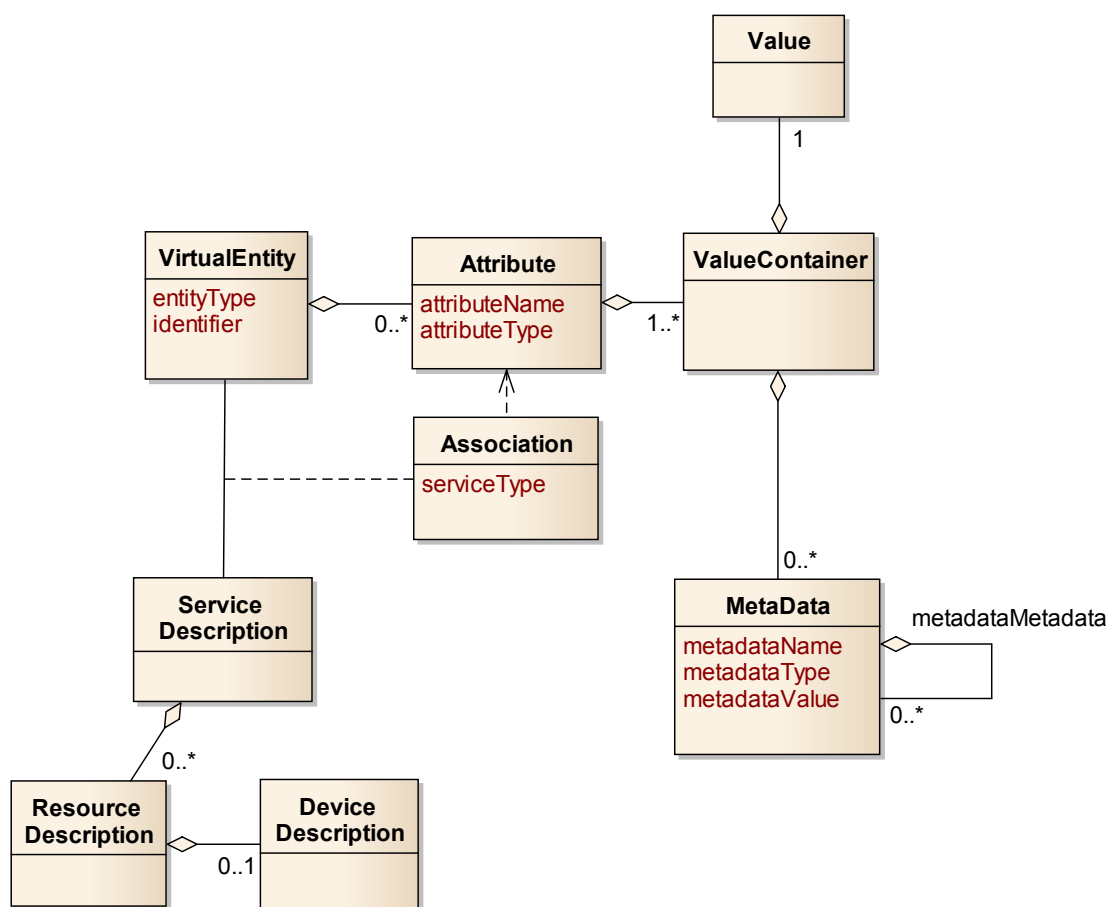 Value
1
VirtualEntity
entityType
identifier
0..*
Attribute
attributeName
attributeType
1..*
ValueContainer
Association
serviceType
0..*
MetaData
metadataName
metadataType
metadataValue
metadataMetadata
0..*
Service
Description
0..*
Resource
Description
0..1
Device
Description